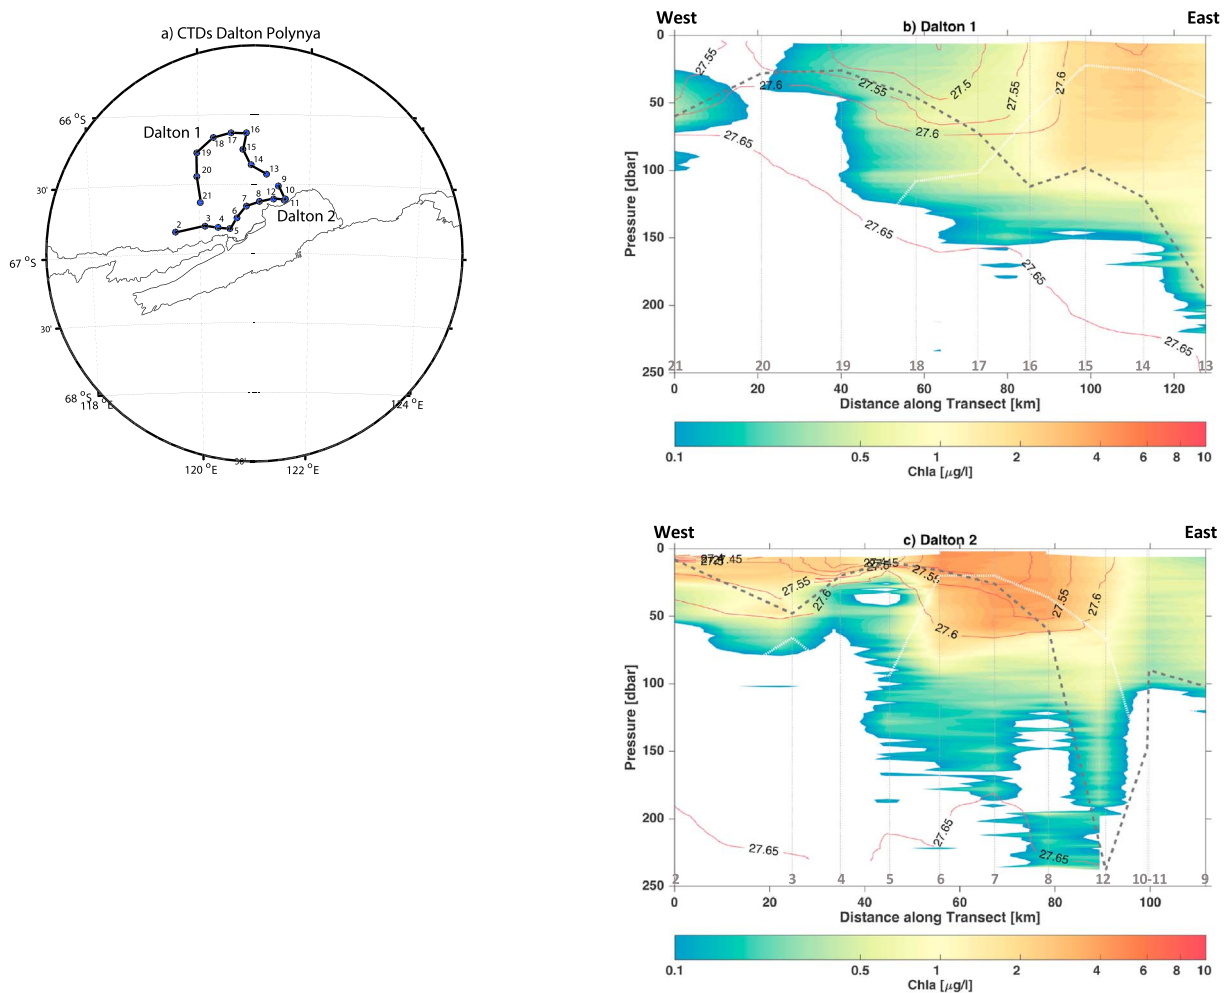 a) CTDs Dalton Polynya
66 °S
30'
67 °S
30'
68 °S
118 °E
120 °E
122 °E
124 °E
Dalton 1
Dalton 2
16
17
18
15
19
14
13
20
9
10
21
12
11
8
7
6
2
3
4
5
West
East
b) Dalton 1
0
50
100
150
200
250
Pressure [dbar]
27.55
27.6
27.55
27.5
27.55
27.6
27.6
27.65
27.65
27.65
27.65
21
20
19
18
17
16
15
14
13
0 20 40 60 80 100 120
Distance along Transect [km]
0.1 0.5 1 2 4 6 8 10
Chla [µg/l]
West
East
c) Dalton 2
0
50
100
150
200
250
Pressure [dbar]
27.45
27.55
27.6
27.55
27.6
27.55
27.6
27.65
27.65
27.65
2
3
4
5
6
7
8
12
10-11
9
0 20 40 60 80 100
Distance along Transect [km]
0.1 0.5 1 2 4 6 8 10
Chla [µg/l]